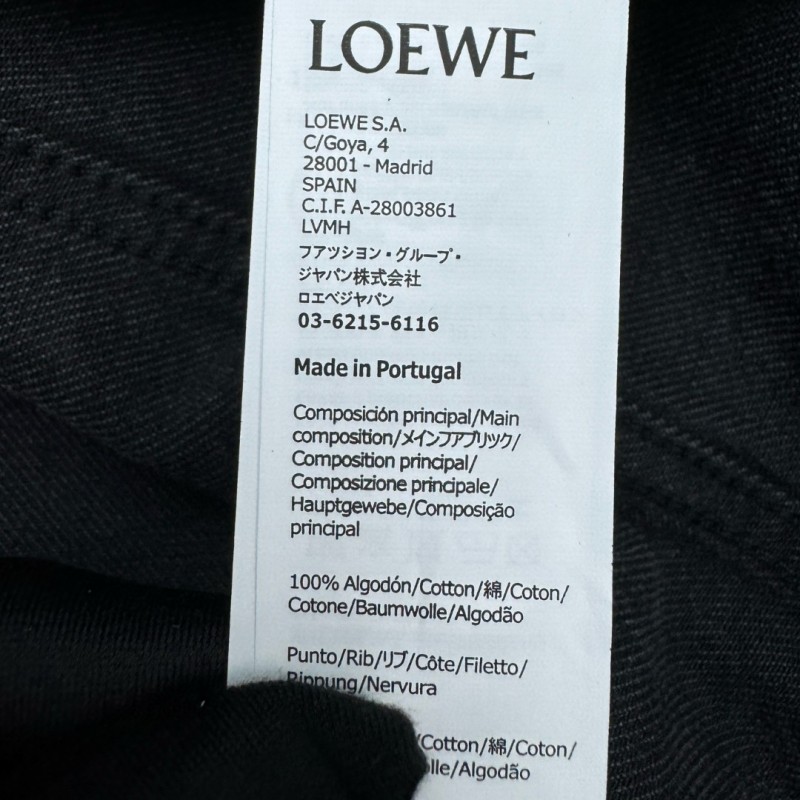 LOEWE
LOEWE S.A.
C/Goya, 4
28001 - Madrid
SPAIN
C.I.F. A-28003861
LVMH
フアツシヨン・グループ・
ジャパン株式会社
ロエベジャパン
03-6215-6116
Made in Portugal
Composición principal/Main
composition/メインファブリック/
Composition principal/
Composizione principale/
Hauptgewebe/Composição
principal
100% Algodón/Cotton/綿/Coton/
Cotone/Baumwolle/Algodão
Punto/Rib/リブ/Côte/Filetto/
Rippung/Nervura
/Cotton/綿/Coton/
lle/Algodão